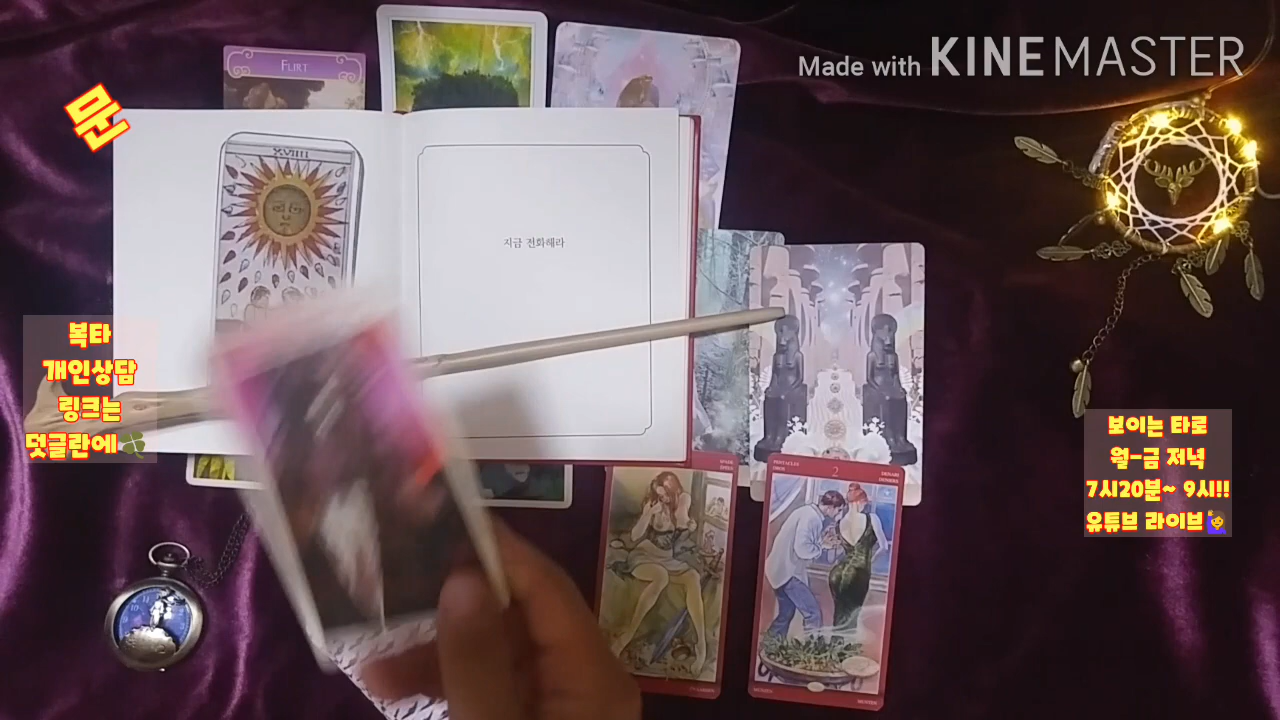 Made with KINEMASTER
FLIRT
문
XVIIII
지금 전화해라
복타
개인상담
링크는
덧글란에🍀
보이는 타로
월-금 저녁
7시20분~ 9시!!
유튜브 라이브🙋‍♀️
PENTACLES
2